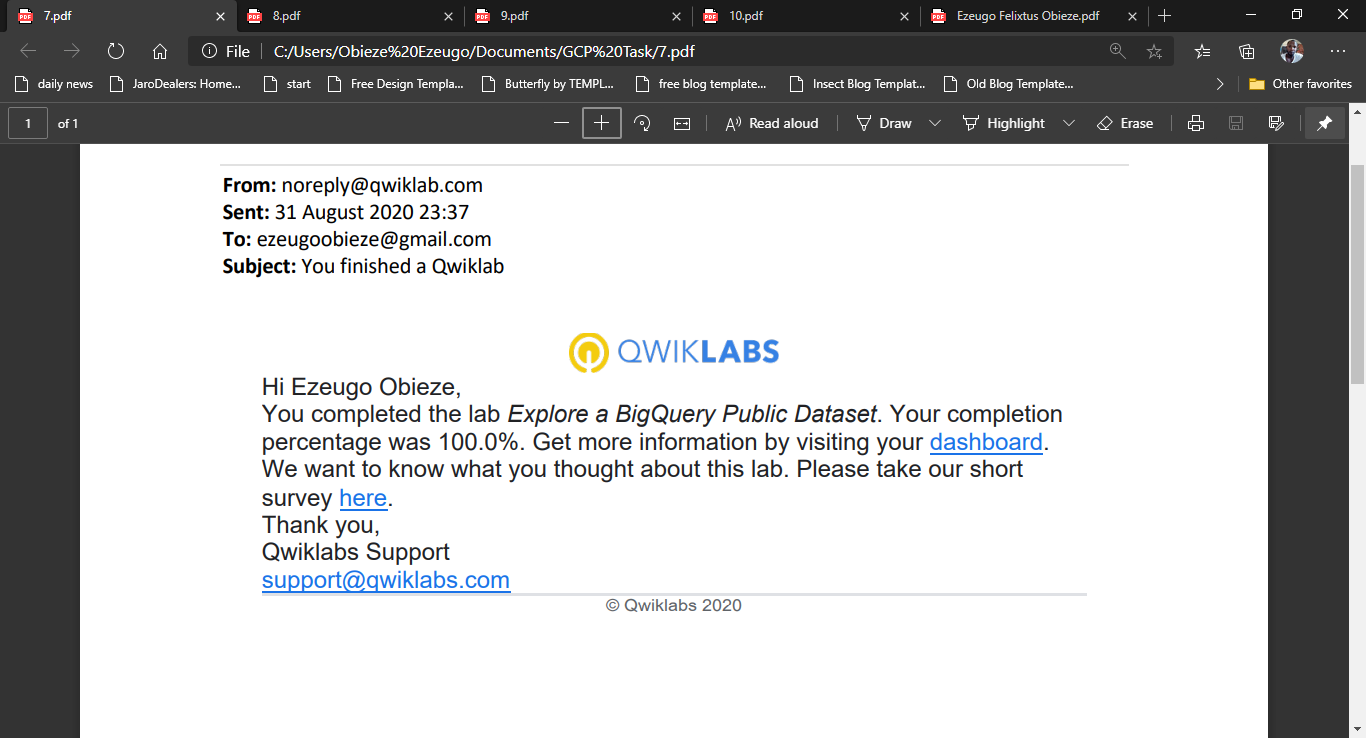 7.pdf
8.pdf
9.pdf
10.pdf
Ezeugo Felixtus Obieze.pdf
File
C:/Users/Obieze%20Ezeugo/Documents/GCP%20Task/7.pdf
daily news
JaroDealers: Home...
start
Free Design Templa...
Butterfly by TEMPL...
free blog template...
Insect Blog Templat...
Old Blog Template...
Other favorites
1 of 1
Read aloud
Draw
Highlight
Erase
From: noreply@qwiklab.com
Sent: 31 August 2020 23:37
To: ezeugoobieze@gmail.com
Subject: You finished a Qwiklab
QWIKLABS
Hi Ezeugo Obieze,
You completed the lab Explore a BigQuery Public Dataset. Your completion
percentage was 100.0%. Get more information by visiting your dashboard.
We want to know what you thought about this lab. Please take our short
survey here.
Thank you,
Qwiklabs Support
support@qwiklabs.com
© Qwiklabs 2020